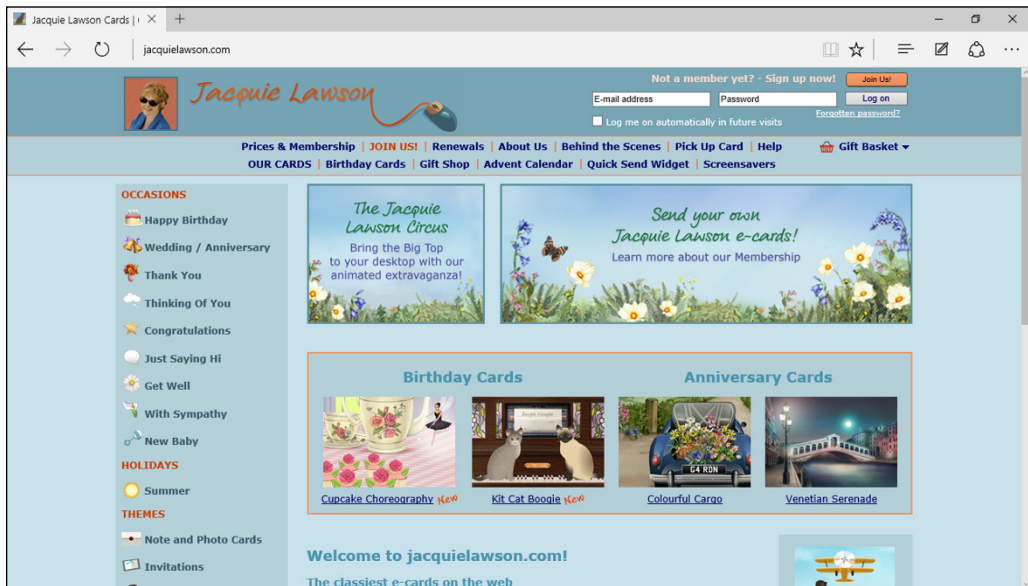 Jacquie Lawson Cards | (
jacquielawson.com
Jacquie Lawson
Not a member yet? - Sign up now!
Join Us!
E-mail address
Password
Log on
Log me on automatically in future visits
Forgotten password?
Prices & Membership | JOIN US! | Renewals | About Us | Behind the Scenes | Pick Up Card | Help
Gift Basket
OUR CARDS | Birthday Cards | Gift Shop | Advent Calendar | Quick Send Widget | Screensavers
OCCASIONS
Happy Birthday
Wedding / Anniversary
Thank You
Thinking Of You
Congratulations
Just Saying Hi
Get Well
With Sympathy
New Baby
HOLIDAYS
Summer
THEMES
Note and Photo Cards
Invitations
The Jacquie
Lawson Circus
Bring the Big Top
to your desktop with our
animated extravaganza!
Send your own
Jacquie Lawson e-cards!
Learn more about our Membership
Birthday Cards
Anniversary Cards
G4 RDN
Cupcake Choreography New
Kit Cat Boogie New
Colourful Cargo
Venetian Serenade
Welcome to jacquielawson.com!
The classiest e-cards on the web